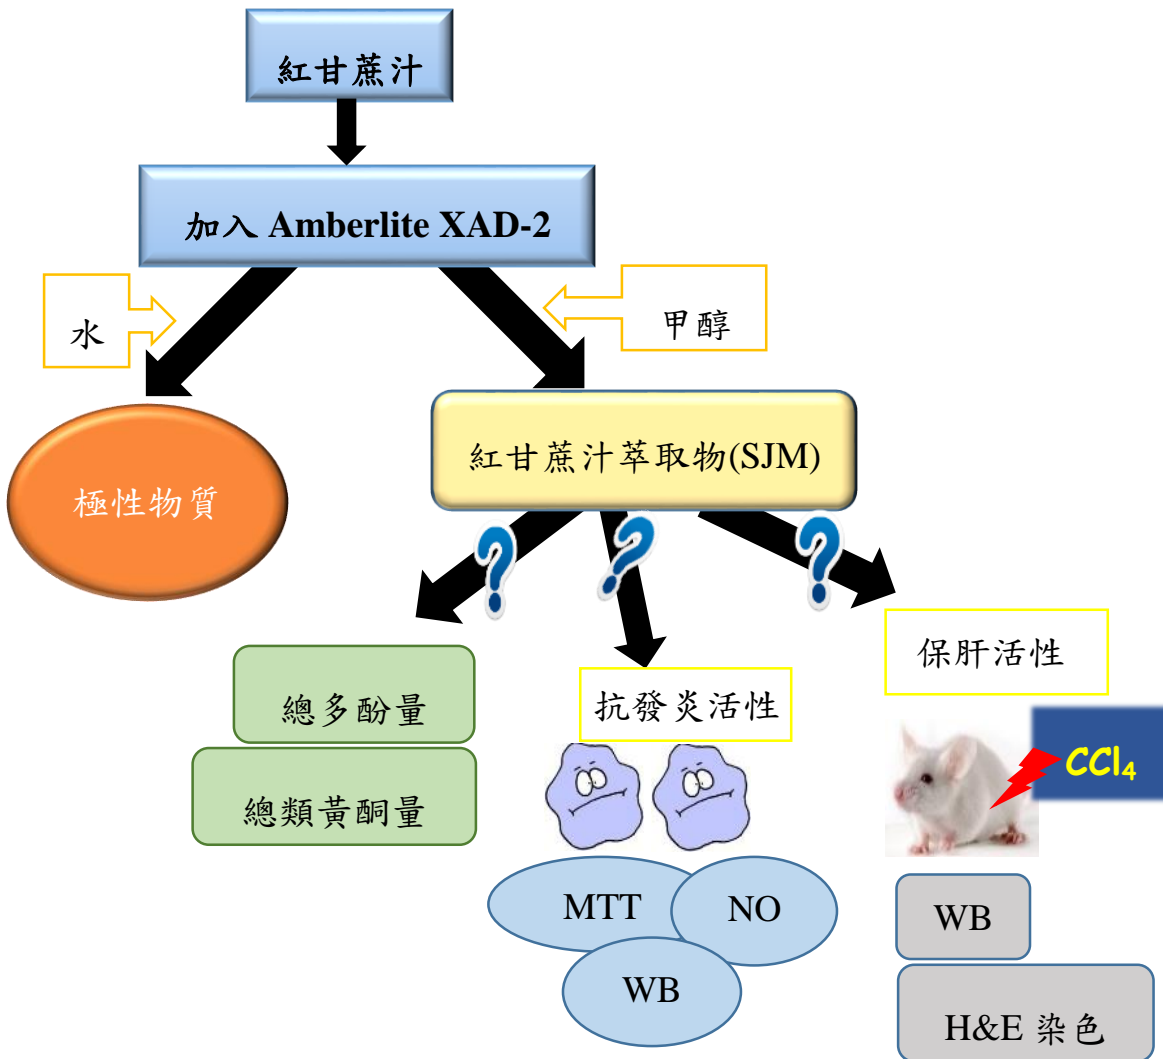 紅甘蔗汁
加入 Amberlite XAD-2
水
甲醇
極性物質
紅甘蔗汁萃取物(SJM)
?
?
?
總多酚量
總類黃酮量
抗發炎活性
MTT
NO
WB
保肝活性
CCl₄
WB
H&E 染色